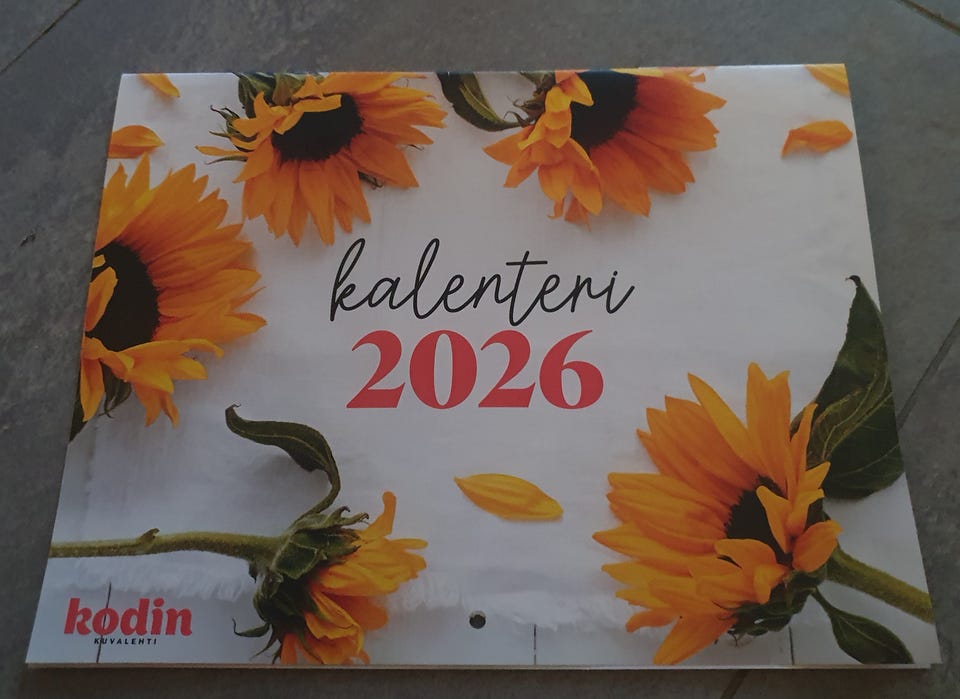 kalenteri
2026
kodin
KUVALEHTI